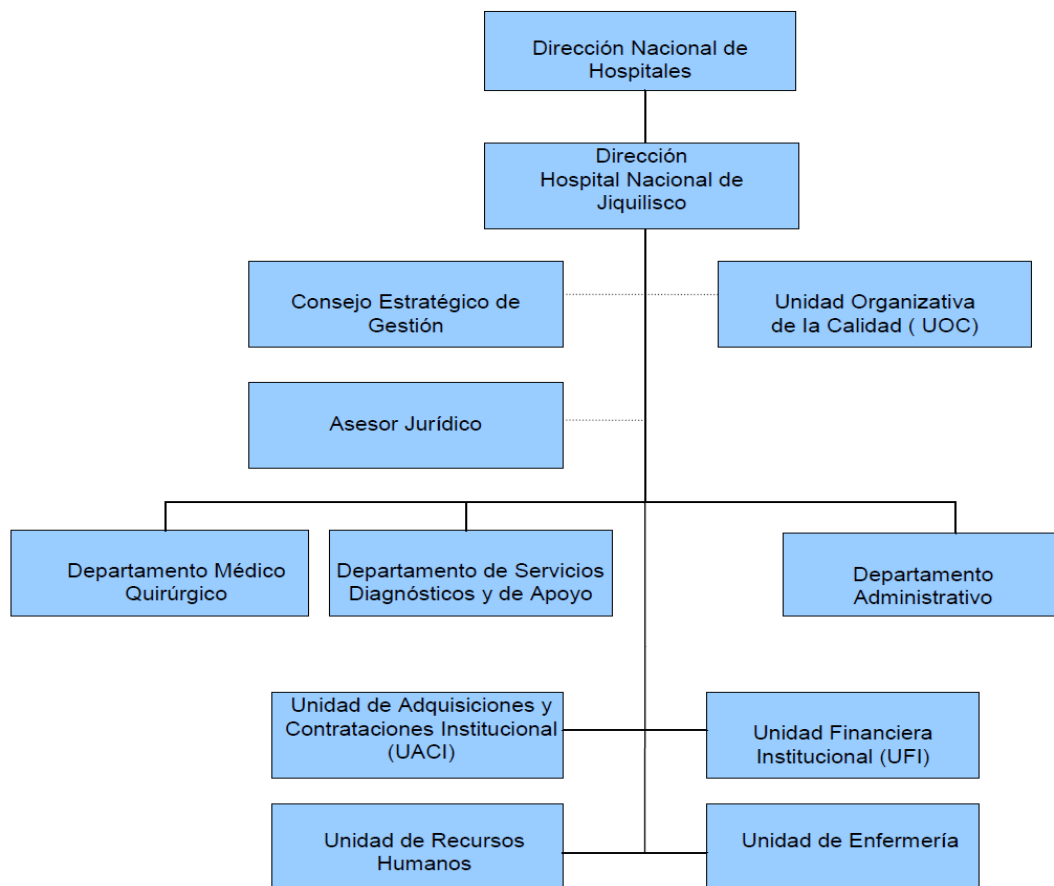 Dirección Nacional de
Hospitales
Dirección
Hospital Nacional de
Jiquilisco
Consejo Estratégico de
Gestión
Unidad Organizativa
de la Calidad ( UOC)
Asesor Jurídico
Departamento Médico
Quirúrgico
Departamento de Servicios
Diagnósticos y de Apoyo
Departamento
Administrativo
Unidad de Adquisiciones y
Contrataciones Institucional
(UACI)
Unidad Financiera
Institucional (UFI)
Unidad de Recursos
Humanos
Unidad de Enfermería